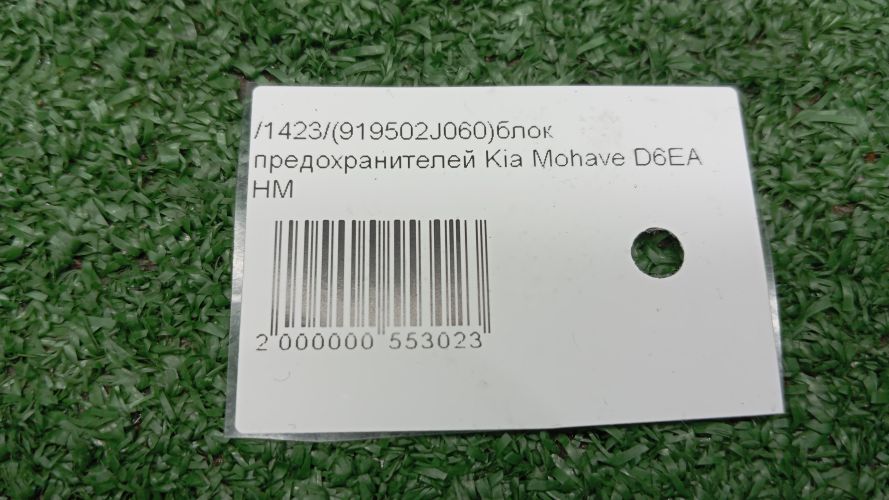 /1423/(919502J060)блок
предохранителей Kia Mohave D6EA
HM
2 000000 553023